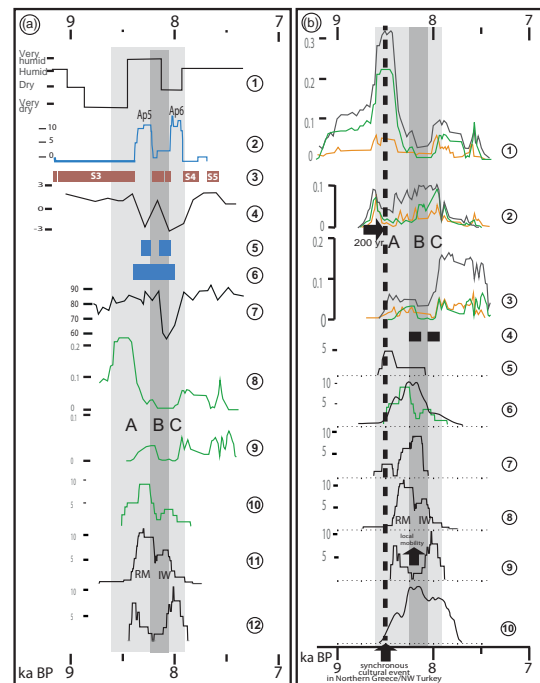 (a)
9 8 7
Very humid
Humid
Dry
Very dry
1
Ap5 Ap6
10
5
0
2
S3 S4 S5
3
3
0
-3
4
5
6
90
80
70
60
7
0.2
0.1
0
8
A B C
0.1
0
9
10
5
10
10
5
RM IW
11
10
5
12
ka BP
9 8 7
(b)
9 8 7
0.3
0.2
0.1
0
1
0.1
0
2
200 yr
A B C
0.2
0.1
0
3
4
5
5
10
5
6
10
7
10
5
RM IW
8
local
mobility
10
5
9
10
ka BP
9 8 7
synchronous
cultural event
in Northern Greece/NW Turkey